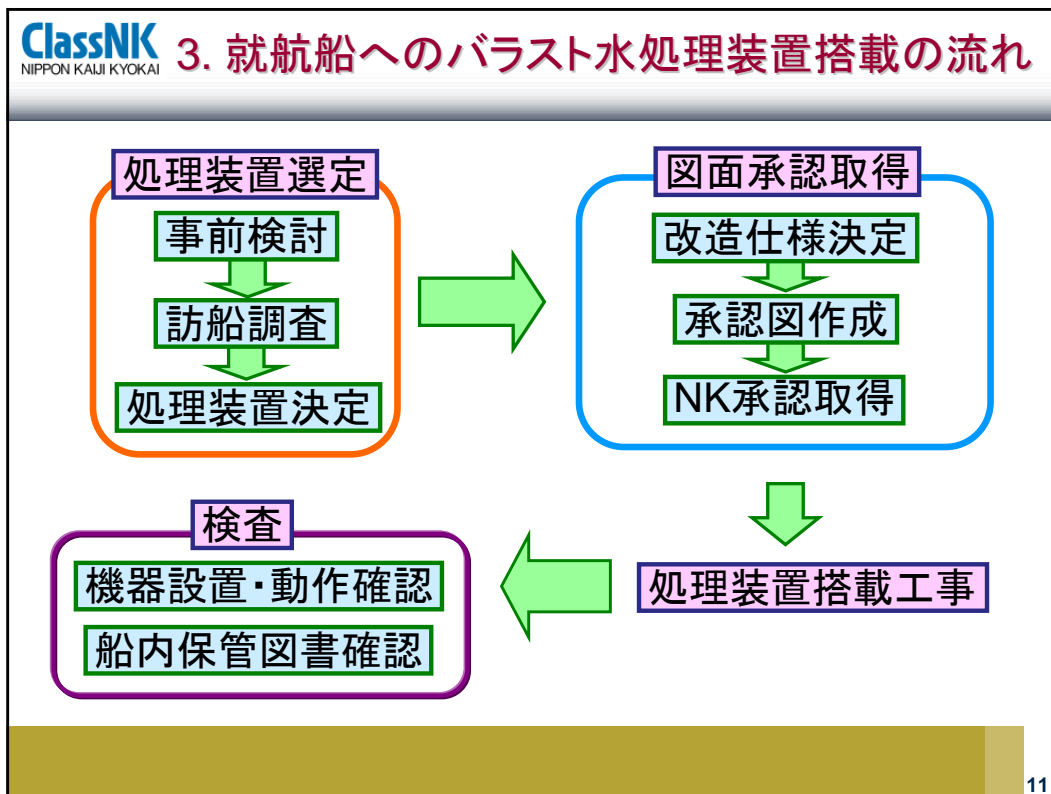 ClassNK
NIPPON KAIJI KYOKAI
3. 就航船へのバラスト水処理装置搭載の流れ
処理装置選定
事前検討
訪船調査
処理装置決定
図面承認取得
改造仕様決定
承認図作成
NK承認取得
処理装置搭載工事
検査
機器設置・動作確認
船内保管図書確認
11